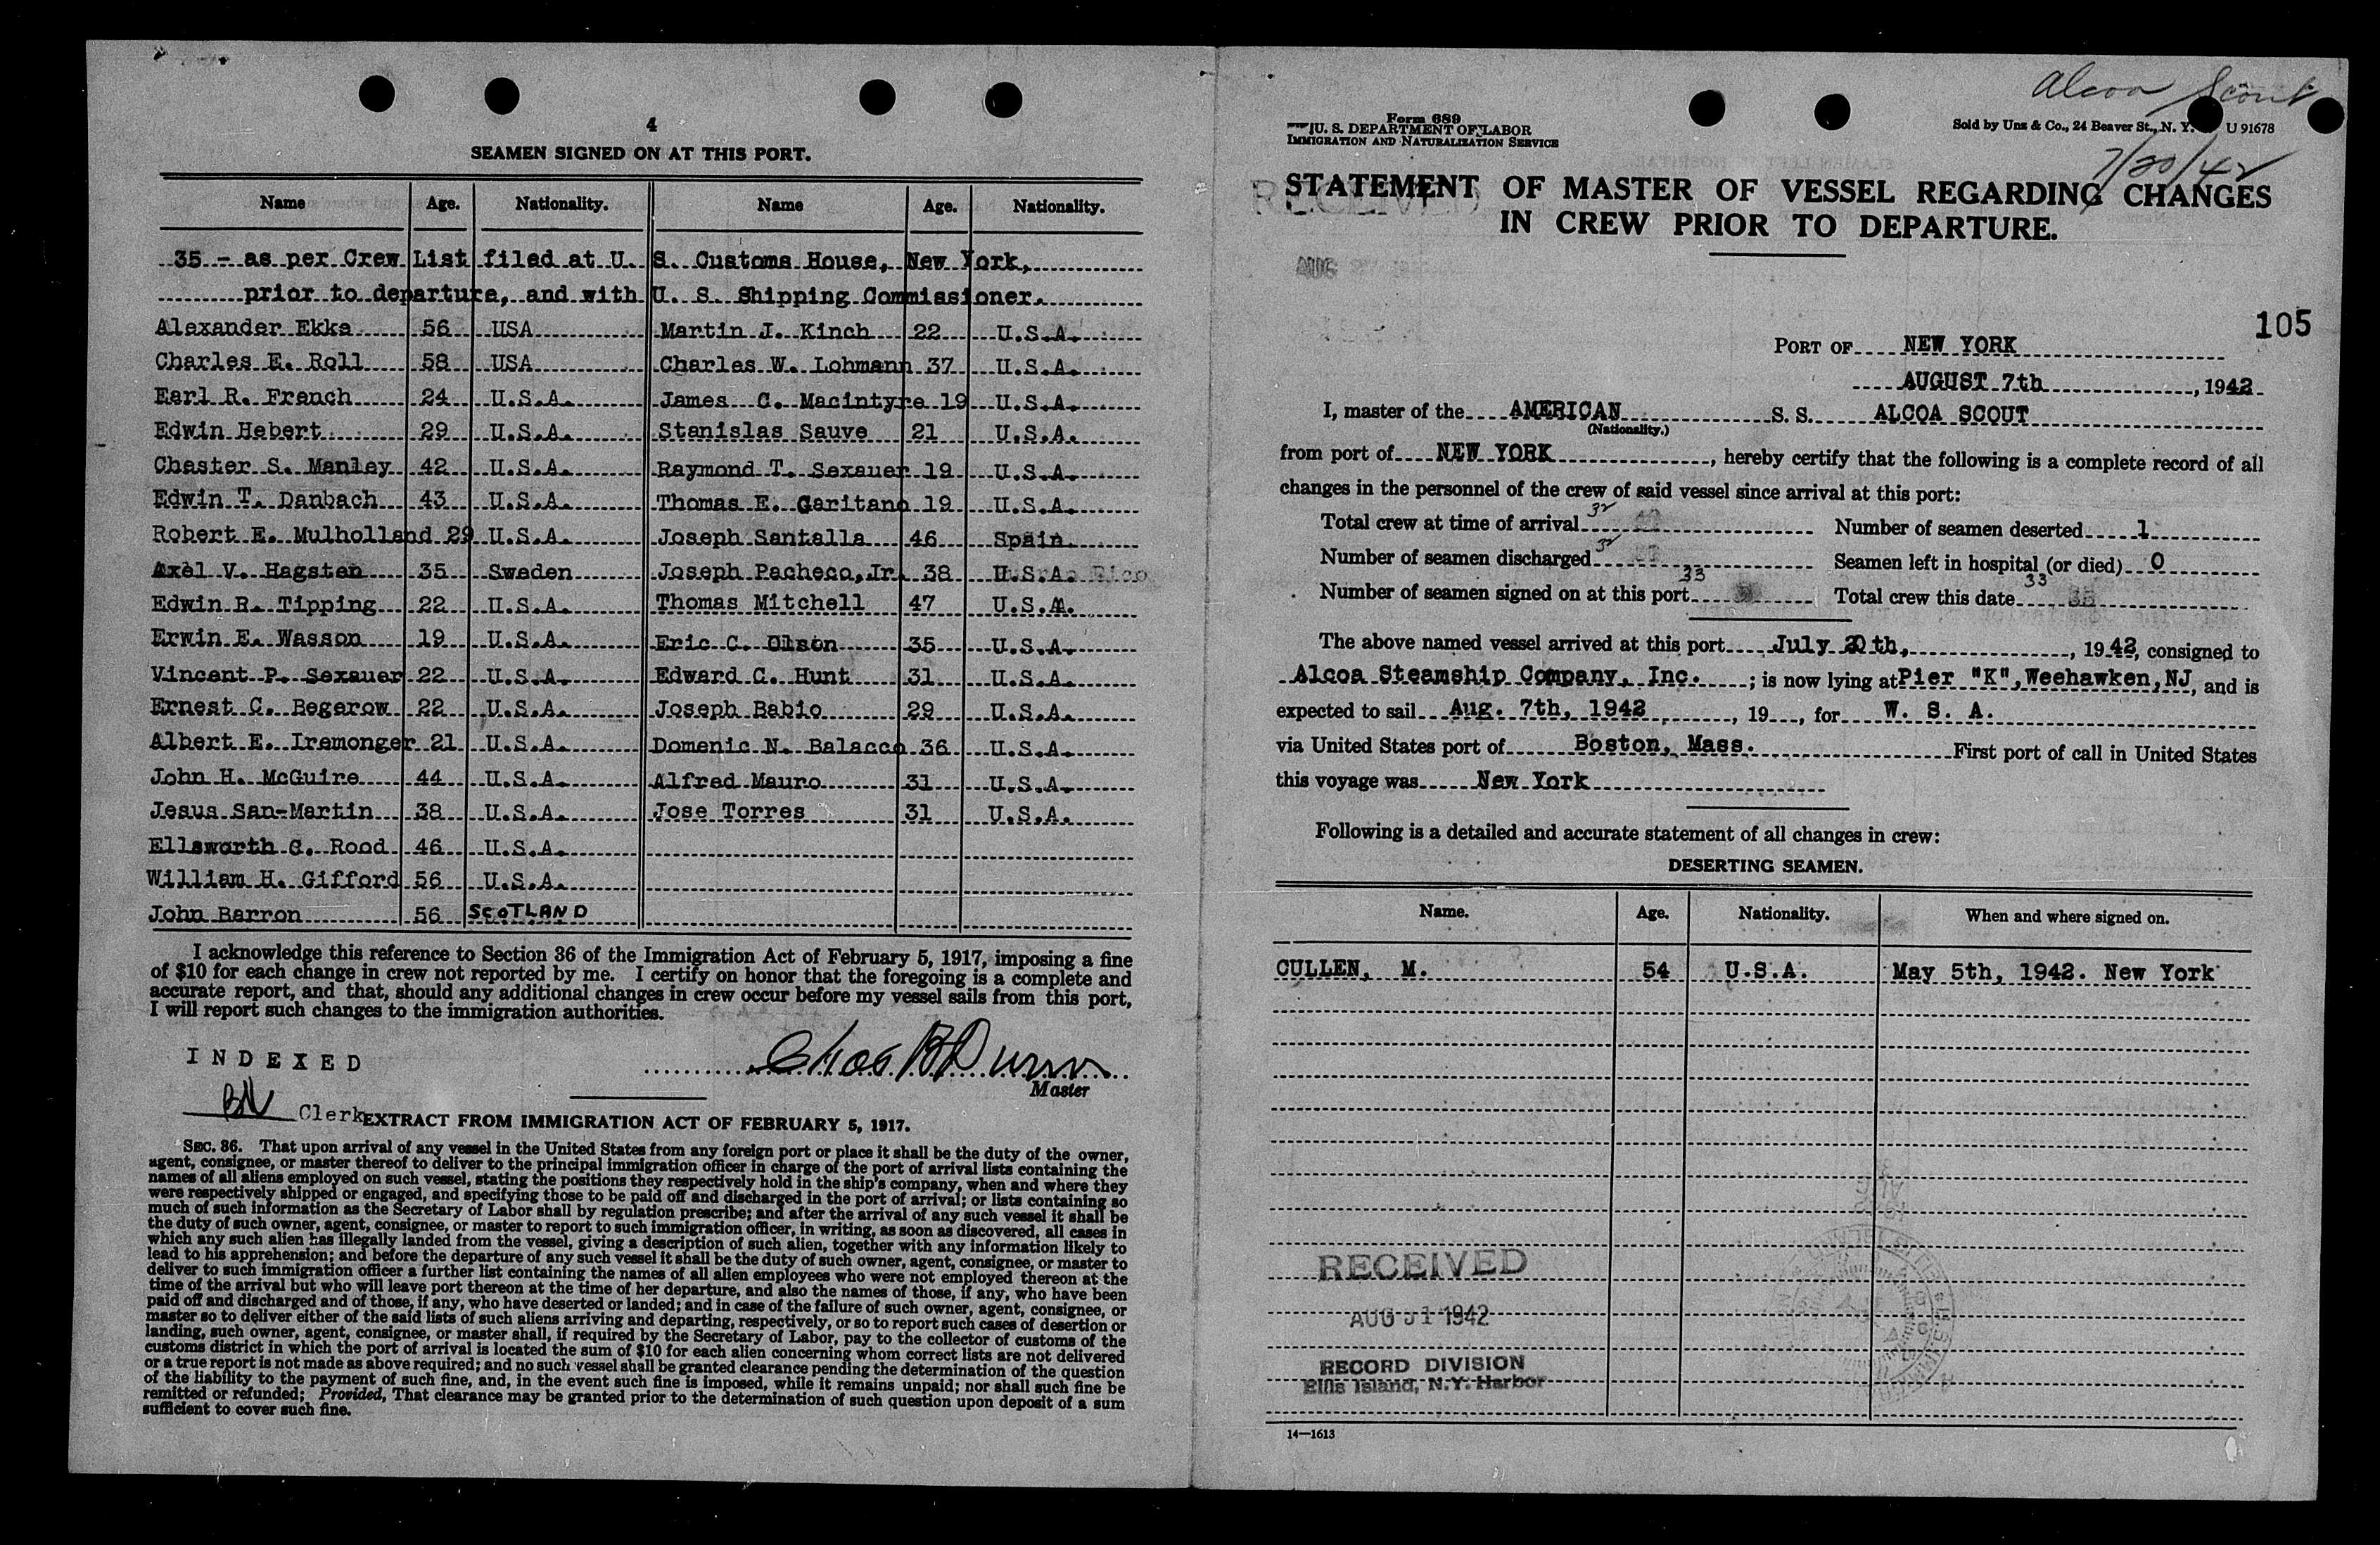 4
SEAMEN SIGNED ON AT THIS PORT.
Name Age. Nationality. Name Age. Nationality.
35 - as per Crew List filed at U. S. Customs House, New York,
prior to departure, and with U. S. Shipping Commissioner.
Alexander Ekka 56 USA Martin J. Kinch 22 U.S.A.
Charles E. Roll 58 USA Charles W. Lohmann 37 U.S.A.
Earl R. French 24 U.S.A. James C. Macintyre 19 U.S.A.
Edwin Hebert 29 U.S.A. Stanislas Sauve 21 U.S.A.
Chester S. Manley 42 U.S.A. Raymond T. Sexauer 19 U.S.A.
Edwin T. Danbach 43 U.S.A. Thomas E. Garitano 19 U.S.A.
Robert E. Mulholland 29 U.S.A. Joseph Santalla 46 Spain
Axel V. Hagsten 35 Sweden Joseph Pacheco,Jr. 38 U.S.A.
Edwin R. Tipping 22 U.S.A. Thomas Mitchell 47 U.S.A.
Erwin E. Wasson 19 U.S.A. Eric C. Olson 35 U.S.A.
Vincent P. Sexauer 22 U.S.A. Edward C. Hunt 31 U.S.A.
Ernest C. Begarow 22 U.S.A. Joseph Babio 29 U.S.A.
Albert E. Iremonger 21 U.S.A. Domenic N. Balacco 36 U.S.A.
John H. McGuire 44 U.S.A. Alfred Mauro 31 U.S.A.
Jesus San-Martin 38 U.S.A. Jose Torres 31 U.S.A.
Ellsworth C. Rood 46 U.S.A.
William H. Gifford 56 U.S.A.
John Barron 56 SCOTLAND
I acknowledge this reference to Section 36 of the Immigration Act of February 5, 1917, imposing a fine
of $10 for each change in crew not reported by me. I certify on honor that the foregoing is a complete and
accurate report, and that, should any additional changes in crew occur before my vessel sails from this port,
I will report such changes to the immigration authorities.
INDEXED
Chas B Dunn
Master
BN Clerk
EXTRACT FROM IMMIGRATION ACT OF FEBRUARY 5, 1917.
SEC. 36. That upon arrival of any vessel in the United States from any foreign port or place it shall be the duty of the owner,
agent, consignee, or master thereof to deliver to the principal immigration officer in charge of the port of arrival lists containing the
names of all aliens employed on such vessel, stating the positions they respectively hold in the ship's company, when and where they
were respectively shipped or engaged, and specifying those to be paid off and discharged in the port of arrival; or lists containing so
much of such information as the Secretary of Labor shall by regulation prescribe; and after the arrival of any such vessel it shall be
the duty of such owner, agent, consignee, or master to report to such immigration officer, in writing, as soon as discovered, all cases in
which any such alien has illegally landed from the vessel, giving a description of such alien, together with any information likely to
lead to his apprehension; and before the departure of any such vessel it shall be the duty of such owner, agent, consignee, or master to
deliver to such immigration officer a further list containing the names of all alien employees who were not employed thereon at the
time of the arrival but who will leave port thereon at the time of her departure, and also the names of those, if any, who have been
paid off and discharged and of those, if any, who have deserted or landed; and in case of the failure of such owner, agent, consignee, or
master so to deliver either of the said lists of such aliens arriving and departing, respectively, or so to report such cases of desertion or
landing, such owner, agent, consignee, or master shall, if required by the Secretary of Labor, pay to the collector of customs of the
customs district in which the port of arrival is located the sum of $10 for each alien concerning whom correct lists are not delivered
or a true report is not made as above required; and no such vessel shall be granted clearance pending the determination of the question
of the liability to the payment of such fine, and, in the event such fine is imposed, while it remains unpaid; nor shall such fine be
remitted or refunded; Provided, That clearance may be granted prior to the determination of such question upon deposit of a sum
sufficient to cover such fine.
Alcoa Scout
Form 689
U. S. DEPARTMENT OF LABOR
IMMIGRATION AND NATURALIZATION SERVICE
Sold by Unz & Co., 24 Beaver St., N. Y. U 91678
7/20/42
STATEMENT OF MASTER OF VESSEL REGARDING CHANGES
IN CREW PRIOR TO DEPARTURE.
RECEIVED
AUG
105
PORT OF NEW YORK
AUGUST 7th, 1942
I, master of the AMERICAN S. S. ALCOA SCOUT
(Nationality.)
from port of NEW YORK, hereby certify that the following is a complete record of all
changes in the personnel of the crew of said vessel since arrival at this port:
Total crew at time of arrival 32 Number of seamen deserted 1
Number of seamen discharged 32 Seamen left in hospital (or died) 0
Number of seamen signed on at this port 33 Total crew this date 33
The above named vessel arrived at this port July 20th, 1942, consigned to
Alcoa Steamship Company, Inc. ; is now lying at Pier "K", Weehawken, NJ, and is
expected to sail Aug. 7th, 1942, 19 , for W. S. A.
via United States port of Boston, Mass. First port of call in United States
this voyage was New York
Following is a detailed and accurate statement of all changes in crew:
DESERTING SEAMEN.
Name. Age. Nationality. When and where signed on.
CULLEN, M. 54 U.S.A. May 5th, 1942. New York
RECEIVED
AUG 31 1942
RECORD DIVISION
Ellis Island, N.Y. Harbor
14—1613